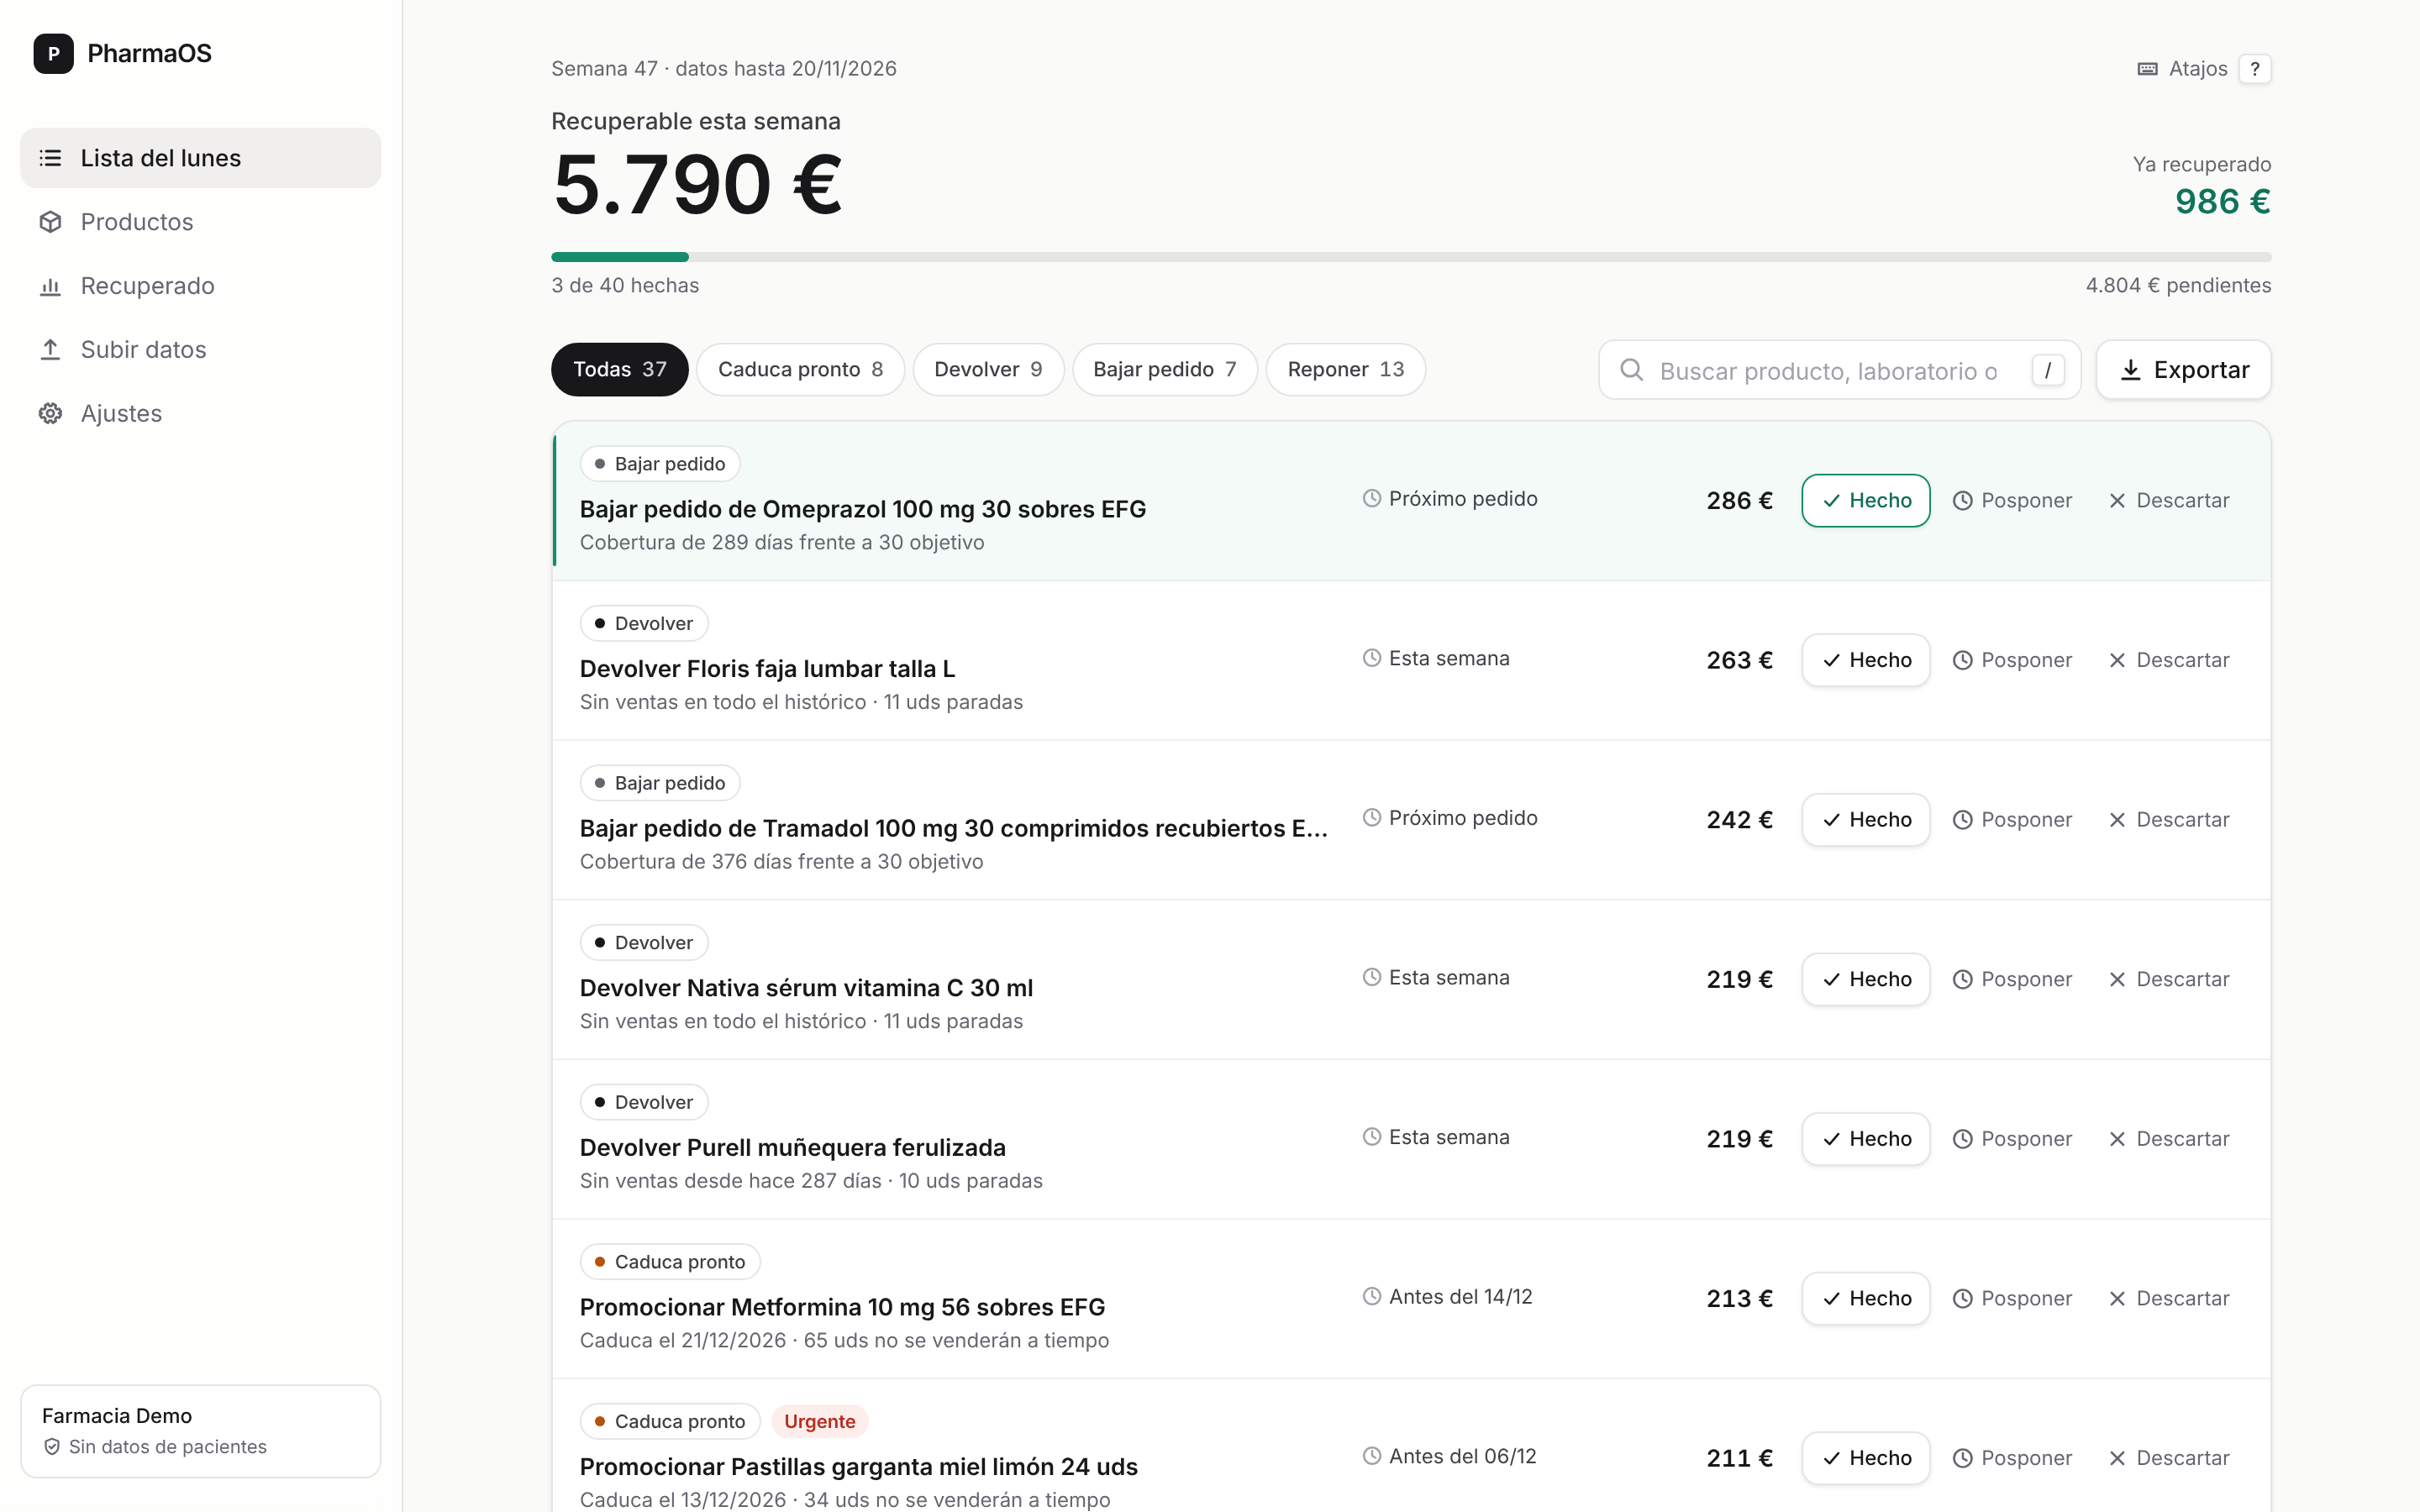 P PharmaOS
Lista del lunes
Productos
Recuperado
Subir datos
Ajustes
Farmacia Demo
Sin datos de pacientes
Semana 47 · datos hasta 20/11/2026
Atajos ?
Recuperable esta semana
5.790 €
Ya recuperado
986 €
3 de 40 hechas
4.804 € pendientes
Todas 37
Caduca pronto 8
Devolver 9
Bajar pedido 7
Reponer 13
Buscar producto, laboratorio o
/
Exportar
Bajar pedido
Bajar pedido de Omeprazol 100 mg 30 sobres EFG
Cobertura de 289 días frente a 30 objetivo
Próximo pedido
286 €
Hecho
Posponer
Descartar
Devolver
Devolver Floris faja lumbar talla L
Sin ventas en todo el histórico · 11 uds paradas
Esta semana
263 €
Hecho
Posponer
Descartar
Bajar pedido
Bajar pedido de Tramadol 100 mg 30 comprimidos recubiertos E...
Cobertura de 376 días frente a 30 objetivo
Próximo pedido
242 €
Hecho
Posponer
Descartar
Devolver
Devolver Nativa sérum vitamina C 30 ml
Sin ventas en todo el histórico · 11 uds paradas
Esta semana
219 €
Hecho
Posponer
Descartar
Devolver
Devolver Purell muñequera ferulizada
Sin ventas desde hace 287 días · 10 uds paradas
Esta semana
219 €
Hecho
Posponer
Descartar
Caduca pronto
Promocionar Metformina 10 mg 56 sobres EFG
Caduca el 21/12/2026 · 65 uds no se venderán a tiempo
Antes del 14/12
213 €
Hecho
Posponer
Descartar
Caduca pronto
Urgente
Promocionar Pastillas garganta miel limón 24 uds
Caduca el 13/12/2026 · 34 uds no se venderán a tiempo
Antes del 06/12
211 €
Hecho
Posponer
Descartar